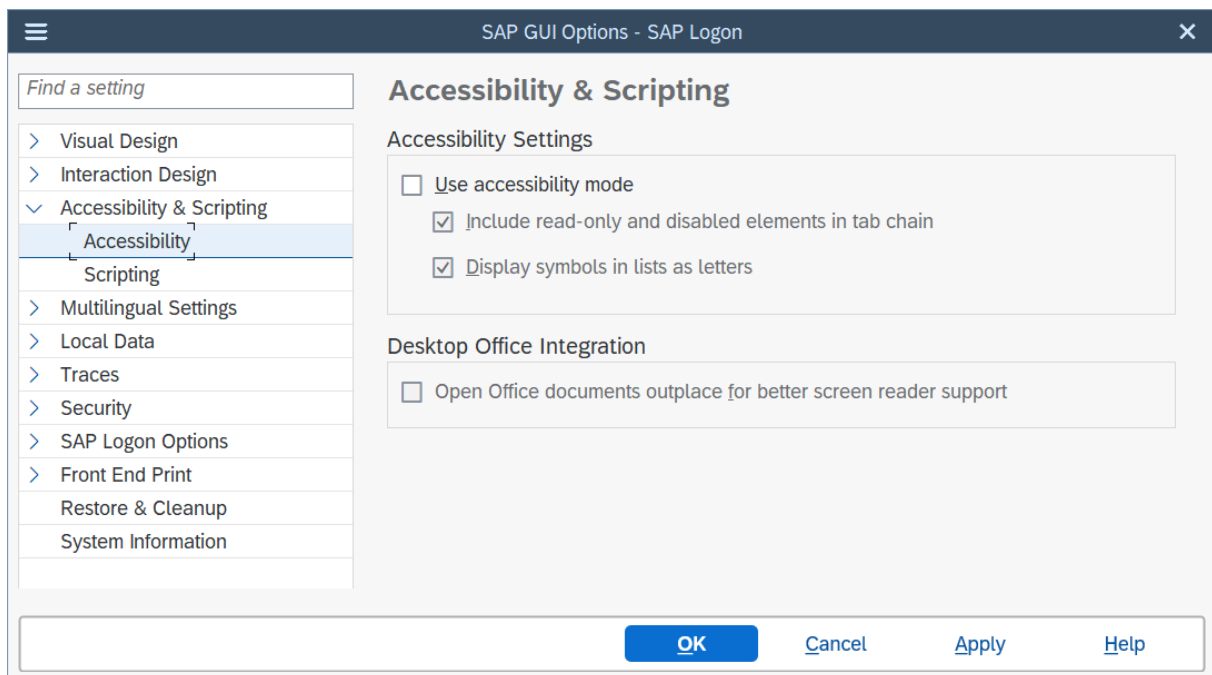 SAP GUI Options - SAP Logon
Find a setting
Visual Design
Interaction Design
Accessibility & Scripting
Accessibility
Scripting
Multilingual Settings
Local Data
Traces
Security
SAP Logon Options
Front End Print
Restore & Cleanup
System Information
Accessibility & Scripting
Accessibility Settings
Use accessibility mode
Include read-only and disabled elements in tab chain
Display symbols in lists as letters
Desktop Office Integration
Open Office documents outplace for better screen reader support
OK Cancel Apply Help